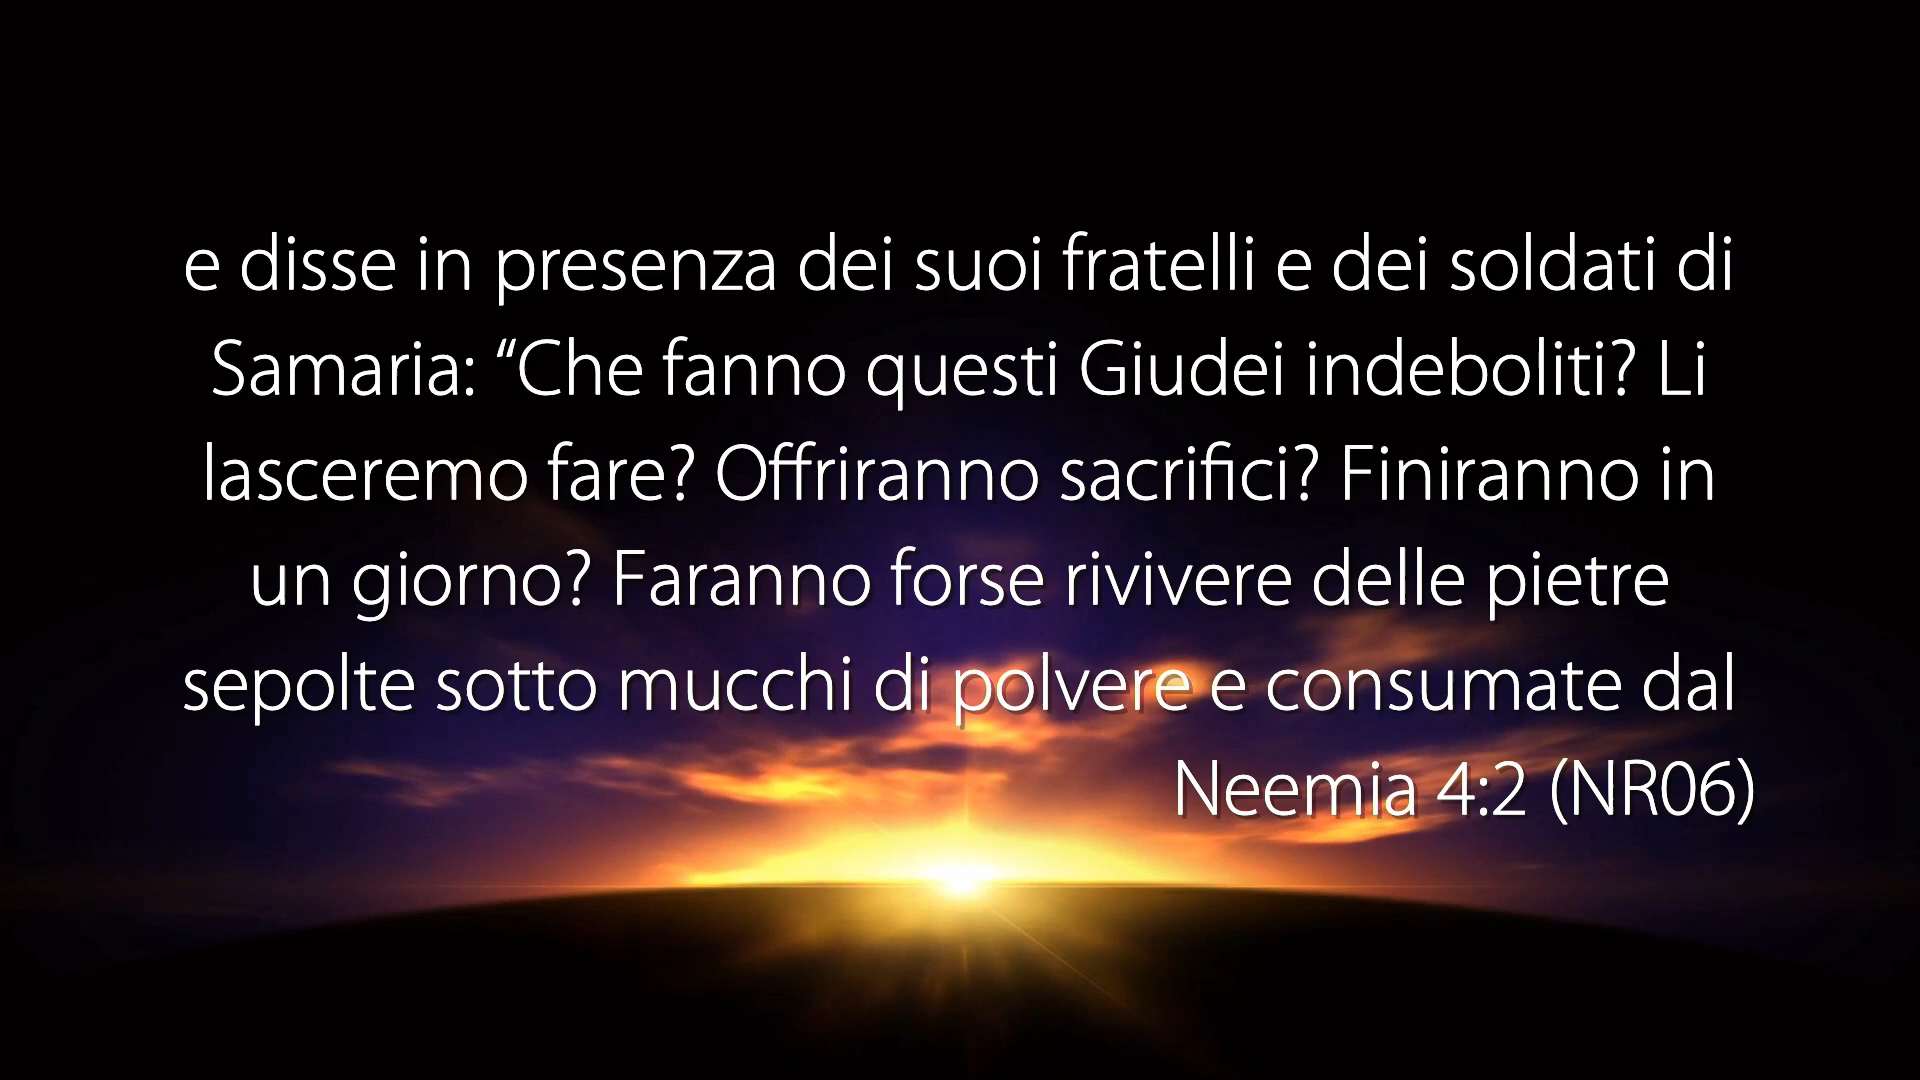 e disse in presenza dei suoi fratelli e dei soldati di
Samaria: “Che fanno questi Giudei indeboliti? Li
lasceremo fare? Offriranno sacrifici? Finiranno in
un giorno? Faranno forse rivivere delle pietre
sepolte sotto mucchi di polvere e consumate dal
Neemia 4:2 (NR06)